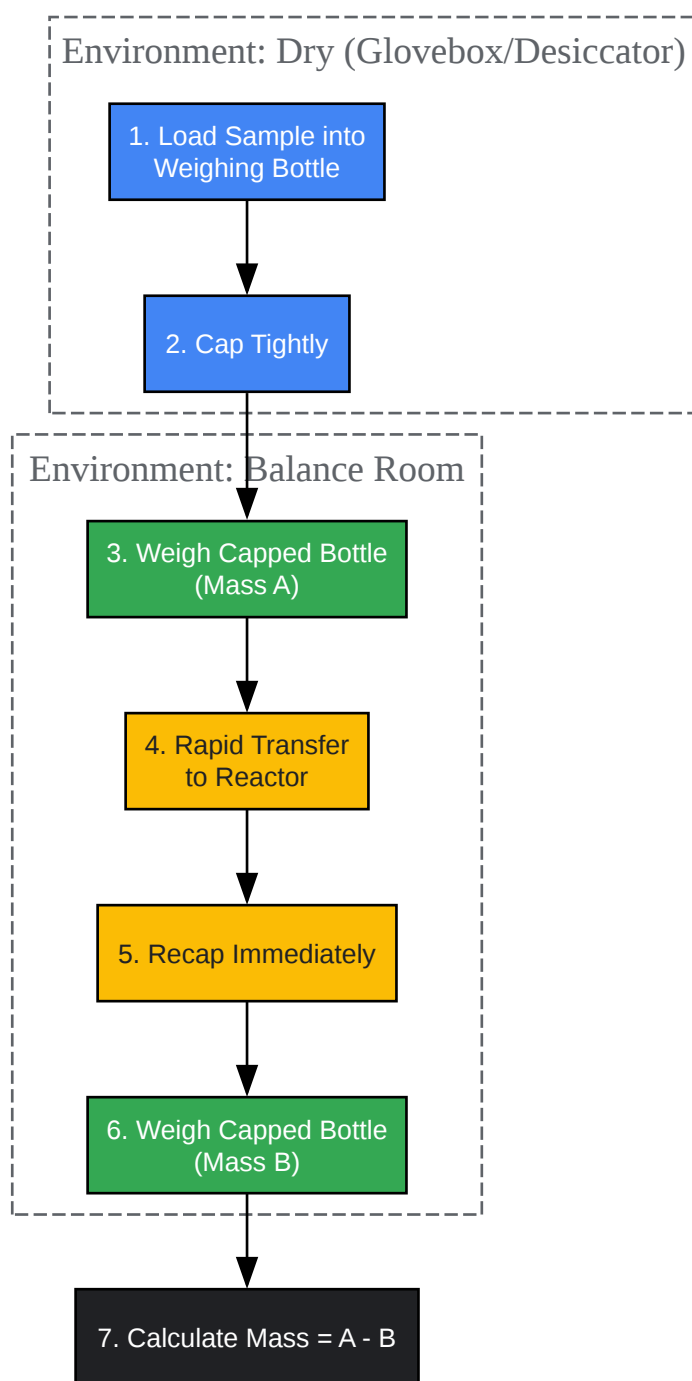 Environment: Dry (Glovebox/Desiccator)
1. Load Sample into
Weighing Bottle
2. Cap Tightly
Environment: Balance Room
3. Weigh Capped Bottle
(Mass A)
4. Rapid Transfer
to Reactor
5. Recap Immediately
6. Weigh Capped Bottle
(Mass B)
7. Calculate Mass = A - B